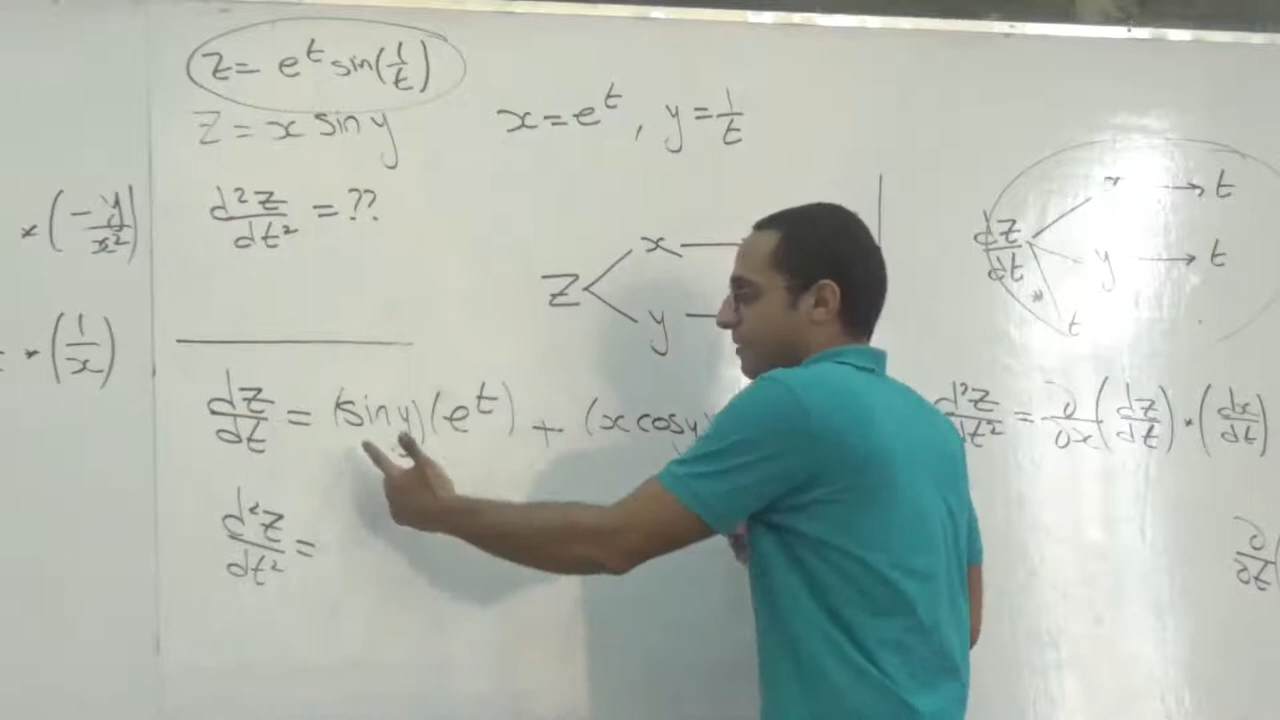 Z = e^t sin(1/t)
Z = x sin y
x = e^t , y = 1/t
d²Z/dt² = ??
* (-y/x²)
* (1/x)
Z x
y
dZ/dt x → t
y → t
* t
dZ/dt = (sin y)(e^t) + (x cos y
d²Z/dt² =
d²Z/dt² = ∂/∂x (dZ/dt) * (dx/dt)
∂/∂t (